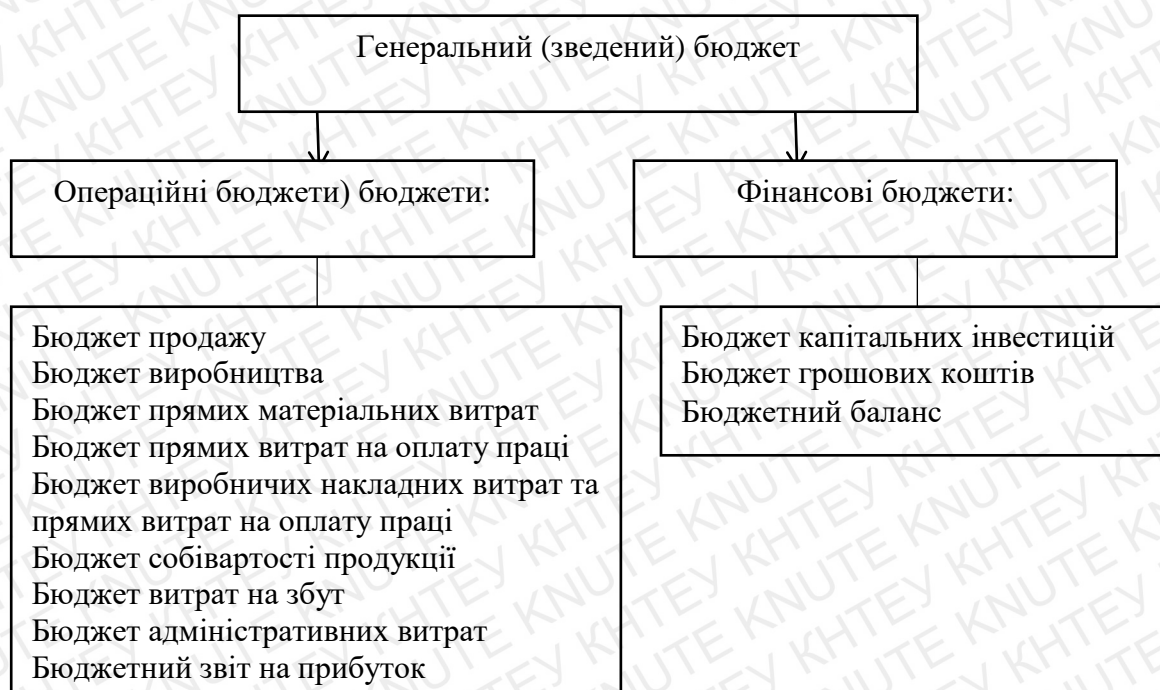 Генеральний (зведений) бюджет
Операційні бюджети) бюджети:
Фінансові бюджети:
Бюджет продажу
Бюджет виробництва
Бюджет прямих матеріальних витрат
Бюджет прямих витрат на оплату праці
Бюджет виробничих накладних витрат та
прямих витрат на оплату праці
Бюджет собівартості продукції
Бюджет витрат на збут
Бюджет адміністративних витрат
Бюджетний звіт на прибуток
Бюджет капітальних інвестицій
Бюджет грошових коштів
Бюджетний баланс